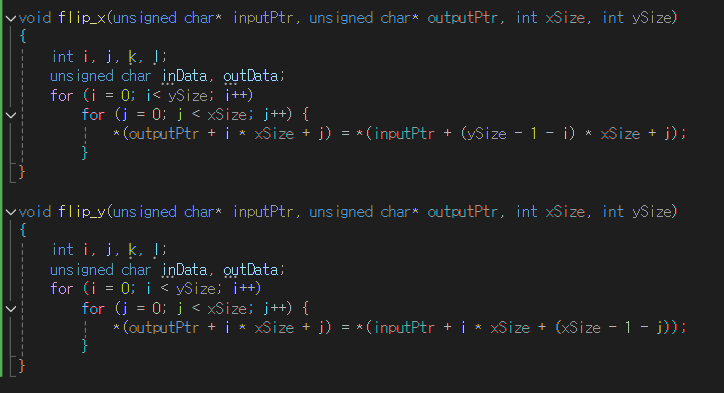 void flip_x(unsigned char* inputPtr, unsigned char* outputPtr, int xSize, int ySize)
{
int i, j, k, l;
unsigned char inData, outData;
for (i = 0; i< ySize; i++)
for (j = 0; j < xSize; j++) {
*(outputPtr + i * xSize + j) =*(inputPtr + (ySize - 1 - i) * xSize + j);
}
}
void flip_y(unsigned char* inputPtr, unsigned char* outputPtr, int xSize, int ySize)
{
int i, j, k, l;
unsigned char inData, outData;
for (i = 0; i < ySize; i++)
for (j = 0; j < xSize; j++) {
*(outputPtr + i * xSize + j) =*(inputPtr + i * xSize + (xSize - 1 - j));
}
}